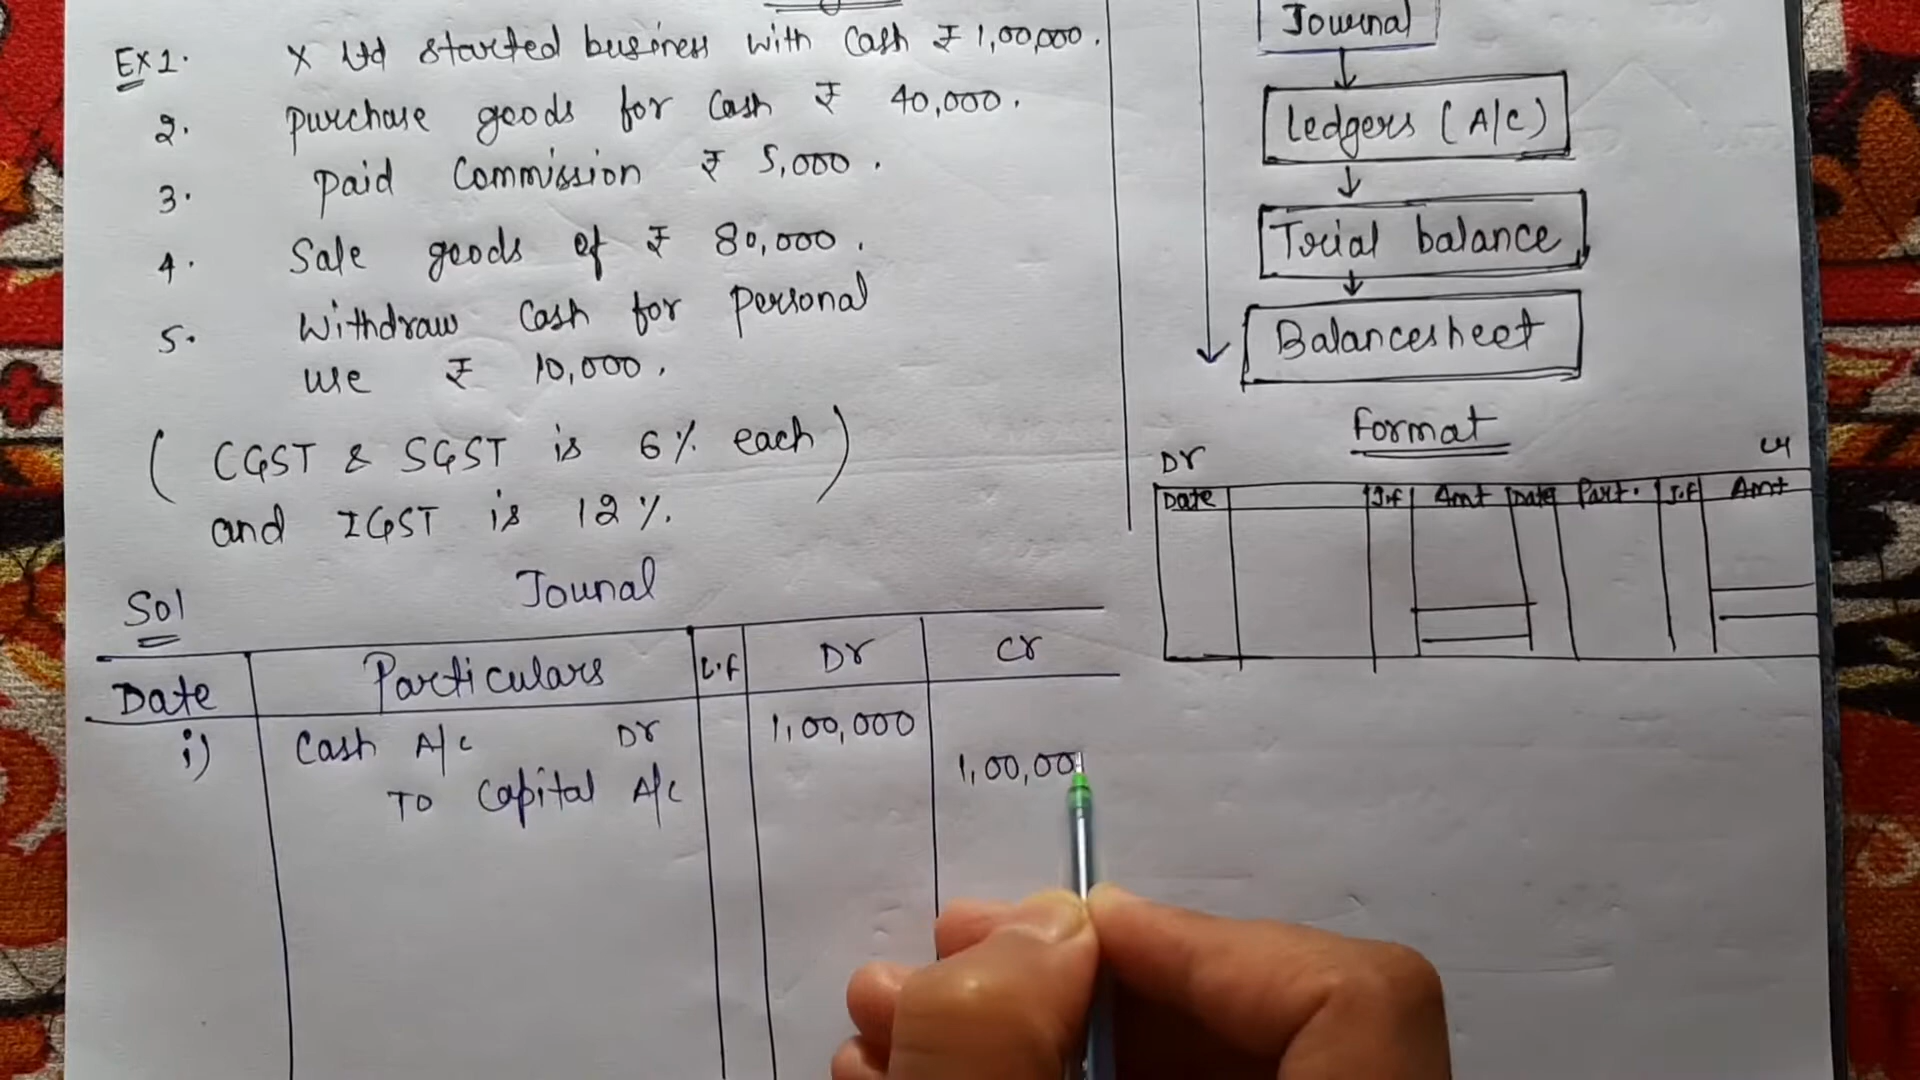 Ex 1. X Ltd started business with Cash ₹ 1,00,000.
2. purchase goods for Cash ₹ 40,000.
3. paid Commission ₹ 5,000.
4. Sale goods of ₹ 80,000.
5. Withdraw Cash for personal
use ₹ 10,000.
( CGST & SGST is 6% each )
and IGST is 12%.
Sol
Jounal
Date Particulars L.f Dr Cr
i) Cash A/c Dr 1,00,000
To Capital A/c 1,00,00
Journal
Ledgers (A/C)
Trial balance
Balancesheet
Format
Dr Cr
Date J.f Amt Date Part. J.f Amt